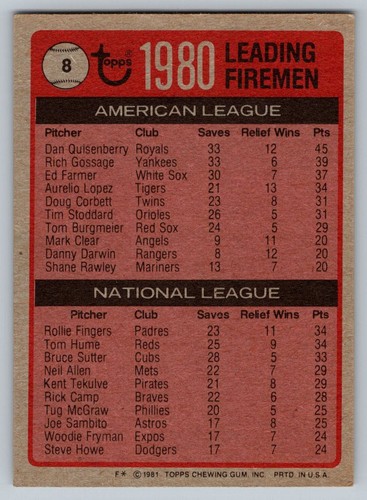 8
topps
®
1980 LEADING
FIREMEN
AMERICAN LEAGUE
Pitcher Club Saves Relief Wins Pts
Dan Quisenberry Royals 33 12 45
Rich Gossage Yankees 33 6 39
Ed Farmer White Sox 30 7 37
Aurelio Lopez Tigers 21 13 34
Doug Corbett Twins 23 8 31
Tim Stoddard Orioles 26 5 31
Tom Burgmeier Red Sox 24 5 29
Mark Clear Angels 9 11 20
Danny Darwin Rangers 8 12 20
Shane Rawley Mariners 13 7 20
NATIONAL LEAGUE
Pitcher Club Saves Relief Wins Pts
Rollie Fingers Padres 23 11 34
Tom Hume Reds 25 9 34
Bruce Sutter Cubs 28 5 33
Neil Allen Mets 22 7 29
Kent Tekulve Pirates 21 8 29
Rick Camp Braves 22 6 28
Tug McGraw Phillies 20 5 25
Joe Sambito Astros 17 8 25
Woodie Fryman Expos 17 7 24
Steve Howe Dodgers 17 7 24
F* © 1981 TOPPS CHEWING GUM, INC. PRTD. IN U.S.A.